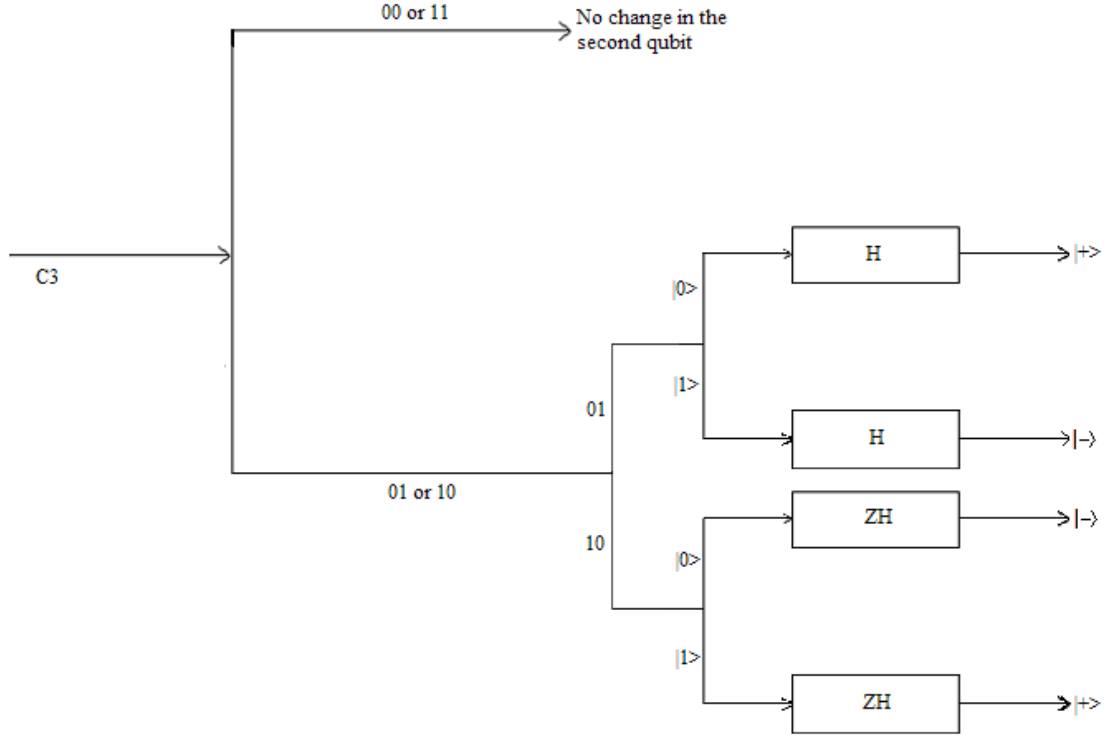 00 or 11
No change in the
second qubit
C3
H
|+>
|0>
|1>
01
H
|−⟩
01 or 10
ZH
|−⟩
10
|0>
|1>
ZH
|+>